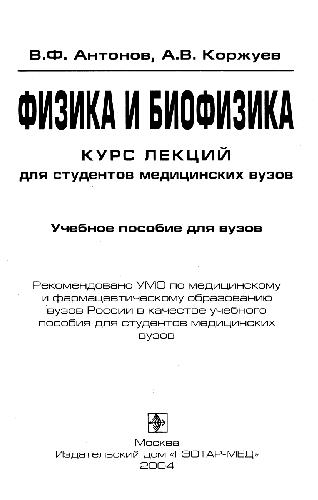 В.Ф. Антонов, А.В. Коржуев
ФИЗИКА И БИОФИЗИКА
КУРС ЛЕКЦИЙ
для студентов медицинских вузов
Учебное пособие для вузов
Рекомендовано УМО по медицинскому
и фармацевтическому образованию
вузов России в качестве учебного
пособия для студентов медицинских
вузов
Москва
Издательский дом «ГЭОТАР-МЕД»
2004